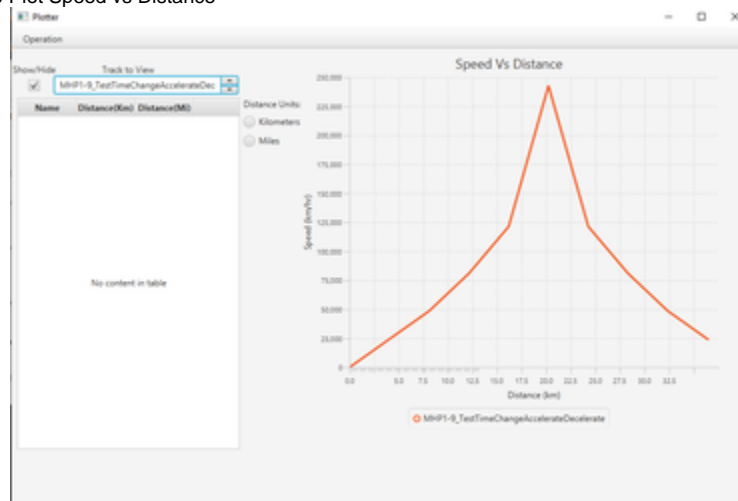 Plot Speed vs Distance
Plotter
Operation
Show/Hide Track to View
MHP1-9_TestTimeChangeAccelerateDec
Name Distance(Km) Distance(Mi)
No content in table
Distance Units:
Kilometers
Miles
Speed Vs Distance
Speed (km/hr)
250,000
225,000
200,000
175,000
150,000
125,000
100,000
75,000
50,000
25,000
0
0.0 5.0 7.5 10.0 12.5 15.0 17.5 20.0 22.5 25.0 27.5 30.0 32.5
Distance (km)
MHP1-9_TestTimeChangeAccelerateDecelerate